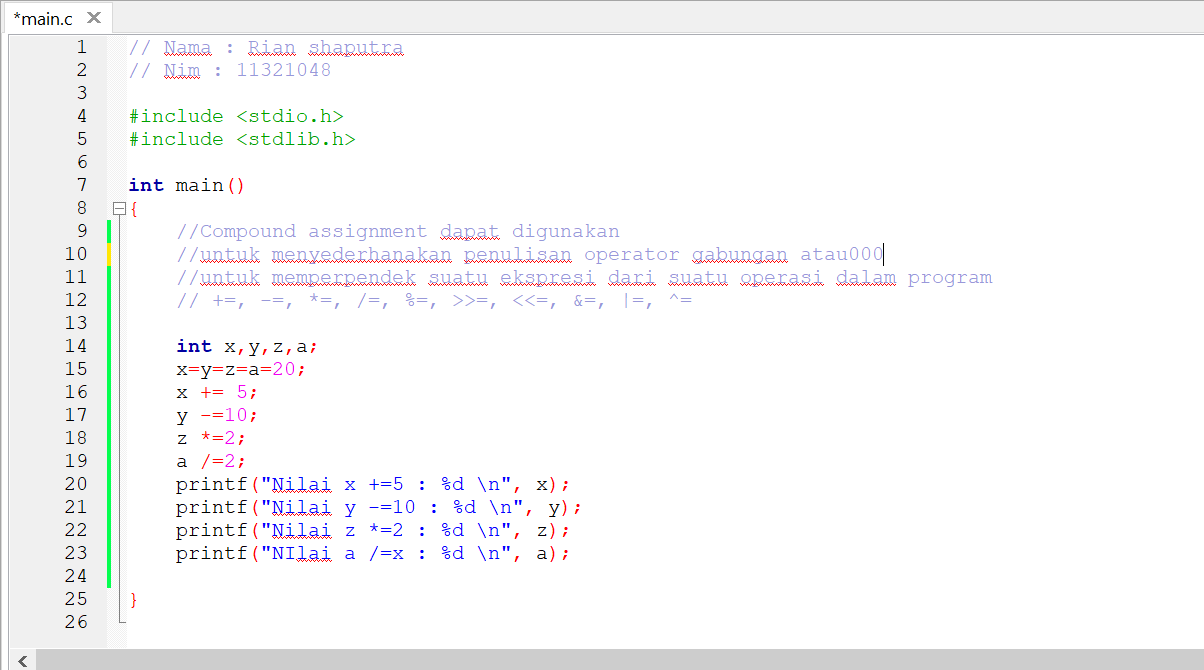 *main.c
1 // Nama : Rian shaputra
2 // Nim : 11321048
3
4 #include <stdio.h>
5 #include <stdlib.h>
6
7 int main()
8 {
9 //Compound assignment dapat digunakan
10 //untuk menyederhanakan penulisan operator gabungan atau000
11 //untuk memperpendek suatu ekspresi dari suatu operasi dalam program
12 // +=, -=, *=, /=, %=, >>=, <<=, &=, |=, ^=
13
14 int x,y,z,a;
15 x=y=z=a=20;
16 x += 5;
17 y -=10;
18 z *=2;
19 a /=2;
20 printf("Nilai x +=5 : %d \n", x);
21 printf("Nilai y -=10 : %d \n", y);
22 printf("Nilai z *=2 : %d \n", z);
23 printf("NIlai a /=x : %d \n", a);
24
25 }
26